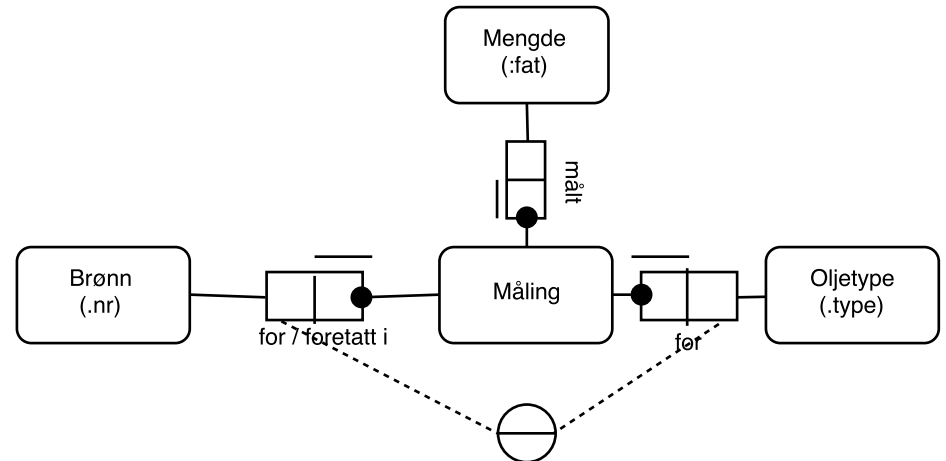 Mengde
(:fat)
målt
Brønn
(.nr)
Måling
Oljetype
(.type)
for / foretatt i
for